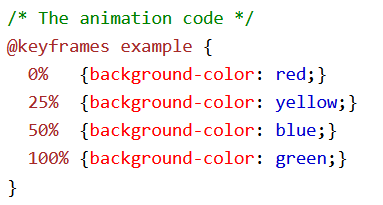 /* The animation code */
@keyframes example {
  0%   {background-color: red;}
  25%  {background-color: yellow;}
  50%  {background-color: blue;}
  100% {background-color: green;}
}